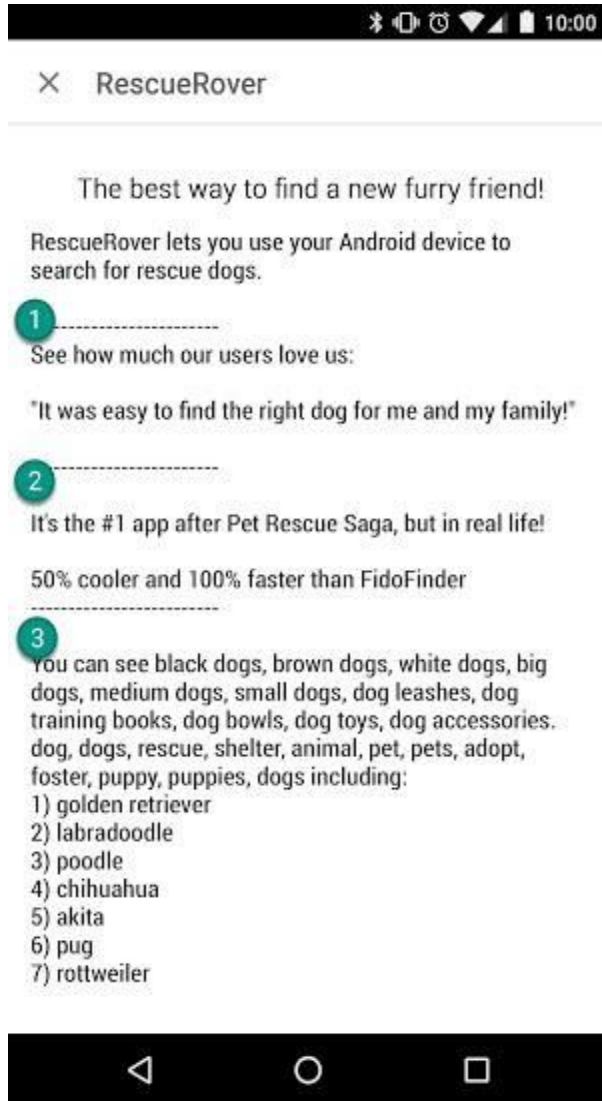 10:00
RescueRover
The best way to find a new furry friend!
RescueRover lets you use your Android device to
search for rescue dogs.
1 ----------------------
See how much our users love us:
"It was easy to find the right dog for me and my family!"
2 ----------------------
It's the #1 app after Pet Rescue Saga, but in real life!
50% cooler and 100% faster than FidoFinder
-------------------------
3
You can see black dogs, brown dogs, white dogs, big
dogs, medium dogs, small dogs, dog leashes, dog
training books, dog bowls, dog toys, dog accessories.
dog, dogs, rescue, shelter, animal, pet, pets, adopt,
foster, puppy, puppies, dogs including:
1) golden retriever
2) labradoodle
3) poodle
4) chihuahua
5) akita
6) pug
7) rottweiler